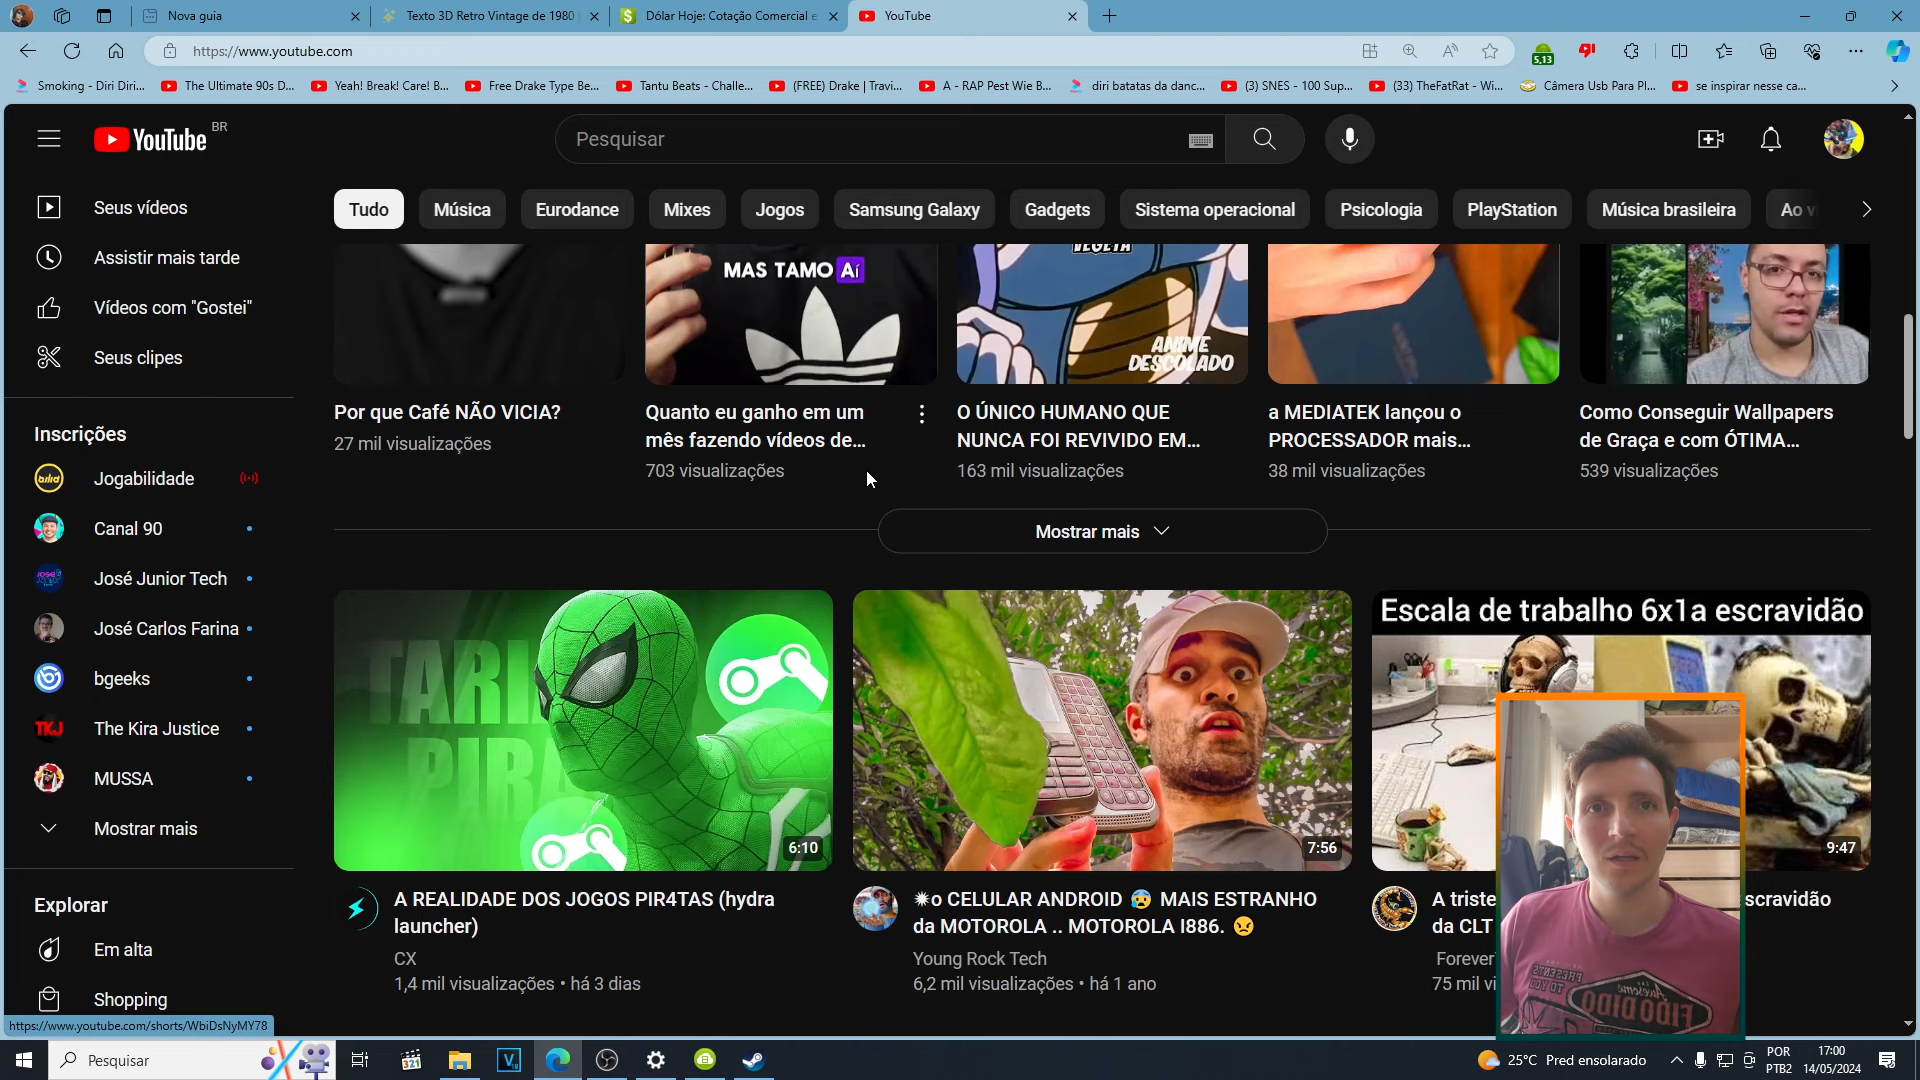 Nova guia
Texto 3D Retro Vintage de 1980
Dólar Hoje: Cotação Comercial e
YouTube
https://www.youtube.com
5,13
Smoking - Diri Diri...
The Ultimate 90s D...
Yeah! Break! Care! B...
Free Drake Type Be...
Tantu Beats - Challe...
(FREE) Drake | Travi...
A - RAP Pest Wie B...
diri batatas da danc...
(3) SNES - 100 Sup...
(33) TheFatRat - Wi...
Câmera Usb Para Pl...
se inspirar nesse ca...
YouTube BR
Pesquisar
Seus vídeos
Assistir mais tarde
Vídeos com "Gostei"
Seus clipes
Inscrições
Jogabilidade
Canal 90
José Junior Tech
José Carlos Farina
bgeeks
TKJ
The Kira Justice
MUSSA
Mostrar mais
Explorar
Em alta
Shopping
Tudo
Música
Eurodance
Mixes
Jogos
Samsung Galaxy
Gadgets
Sistema operacional
Psicologia
PlayStation
Música brasileira
Ao v
MAS TAMO Aí
VEGETA
ANIME
DESCOLADO
Por que Café NÃO VICIA?
27 mil visualizações
Quanto eu ganho em um
mês fazendo vídeos de...
703 visualizações
O ÚNICO HUMANO QUE
NUNCA FOI REVIVIDO EM...
163 mil visualizações
a MEDIATEK lançou o
PROCESSADOR mais...
38 mil visualizações
Como Conseguir Wallpapers
de Graça e com ÓTIMA...
539 visualizações
Mostrar mais
TARI
PIRA
6:10
7:56
Escala de trabalho 6x1a escravidão
9:47
A REALIDADE DOS JOGOS PIR4TAS (hydra
launcher)
CX
1,4 mil visualizações • há 3 dias
✹o CELULAR ANDROID 😰 MAIS ESTRANHO
da MOTOROLA .. MOTOROLA I886. 😠
Young Rock Tech
6,2 mil visualizações • há 1 ano
A triste
scravidão
da CLT
Forever
75 mil vi
PRESENTS
TO YOU
Awesome
FIDO DIDO
https://www.youtube.com/shorts/WbiDsNyMY78
Pesquisar
321
25°C Pred ensolarado
POR
PTB2
17:00
14/05/2024